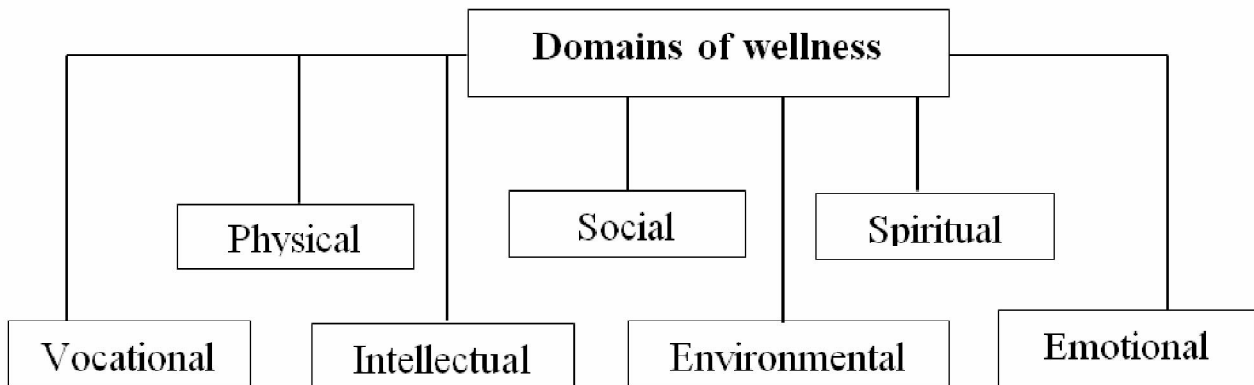 Domains of wellness
Physical
Social
Spiritual
Vocational
Intellectual
Environmental
Emotional